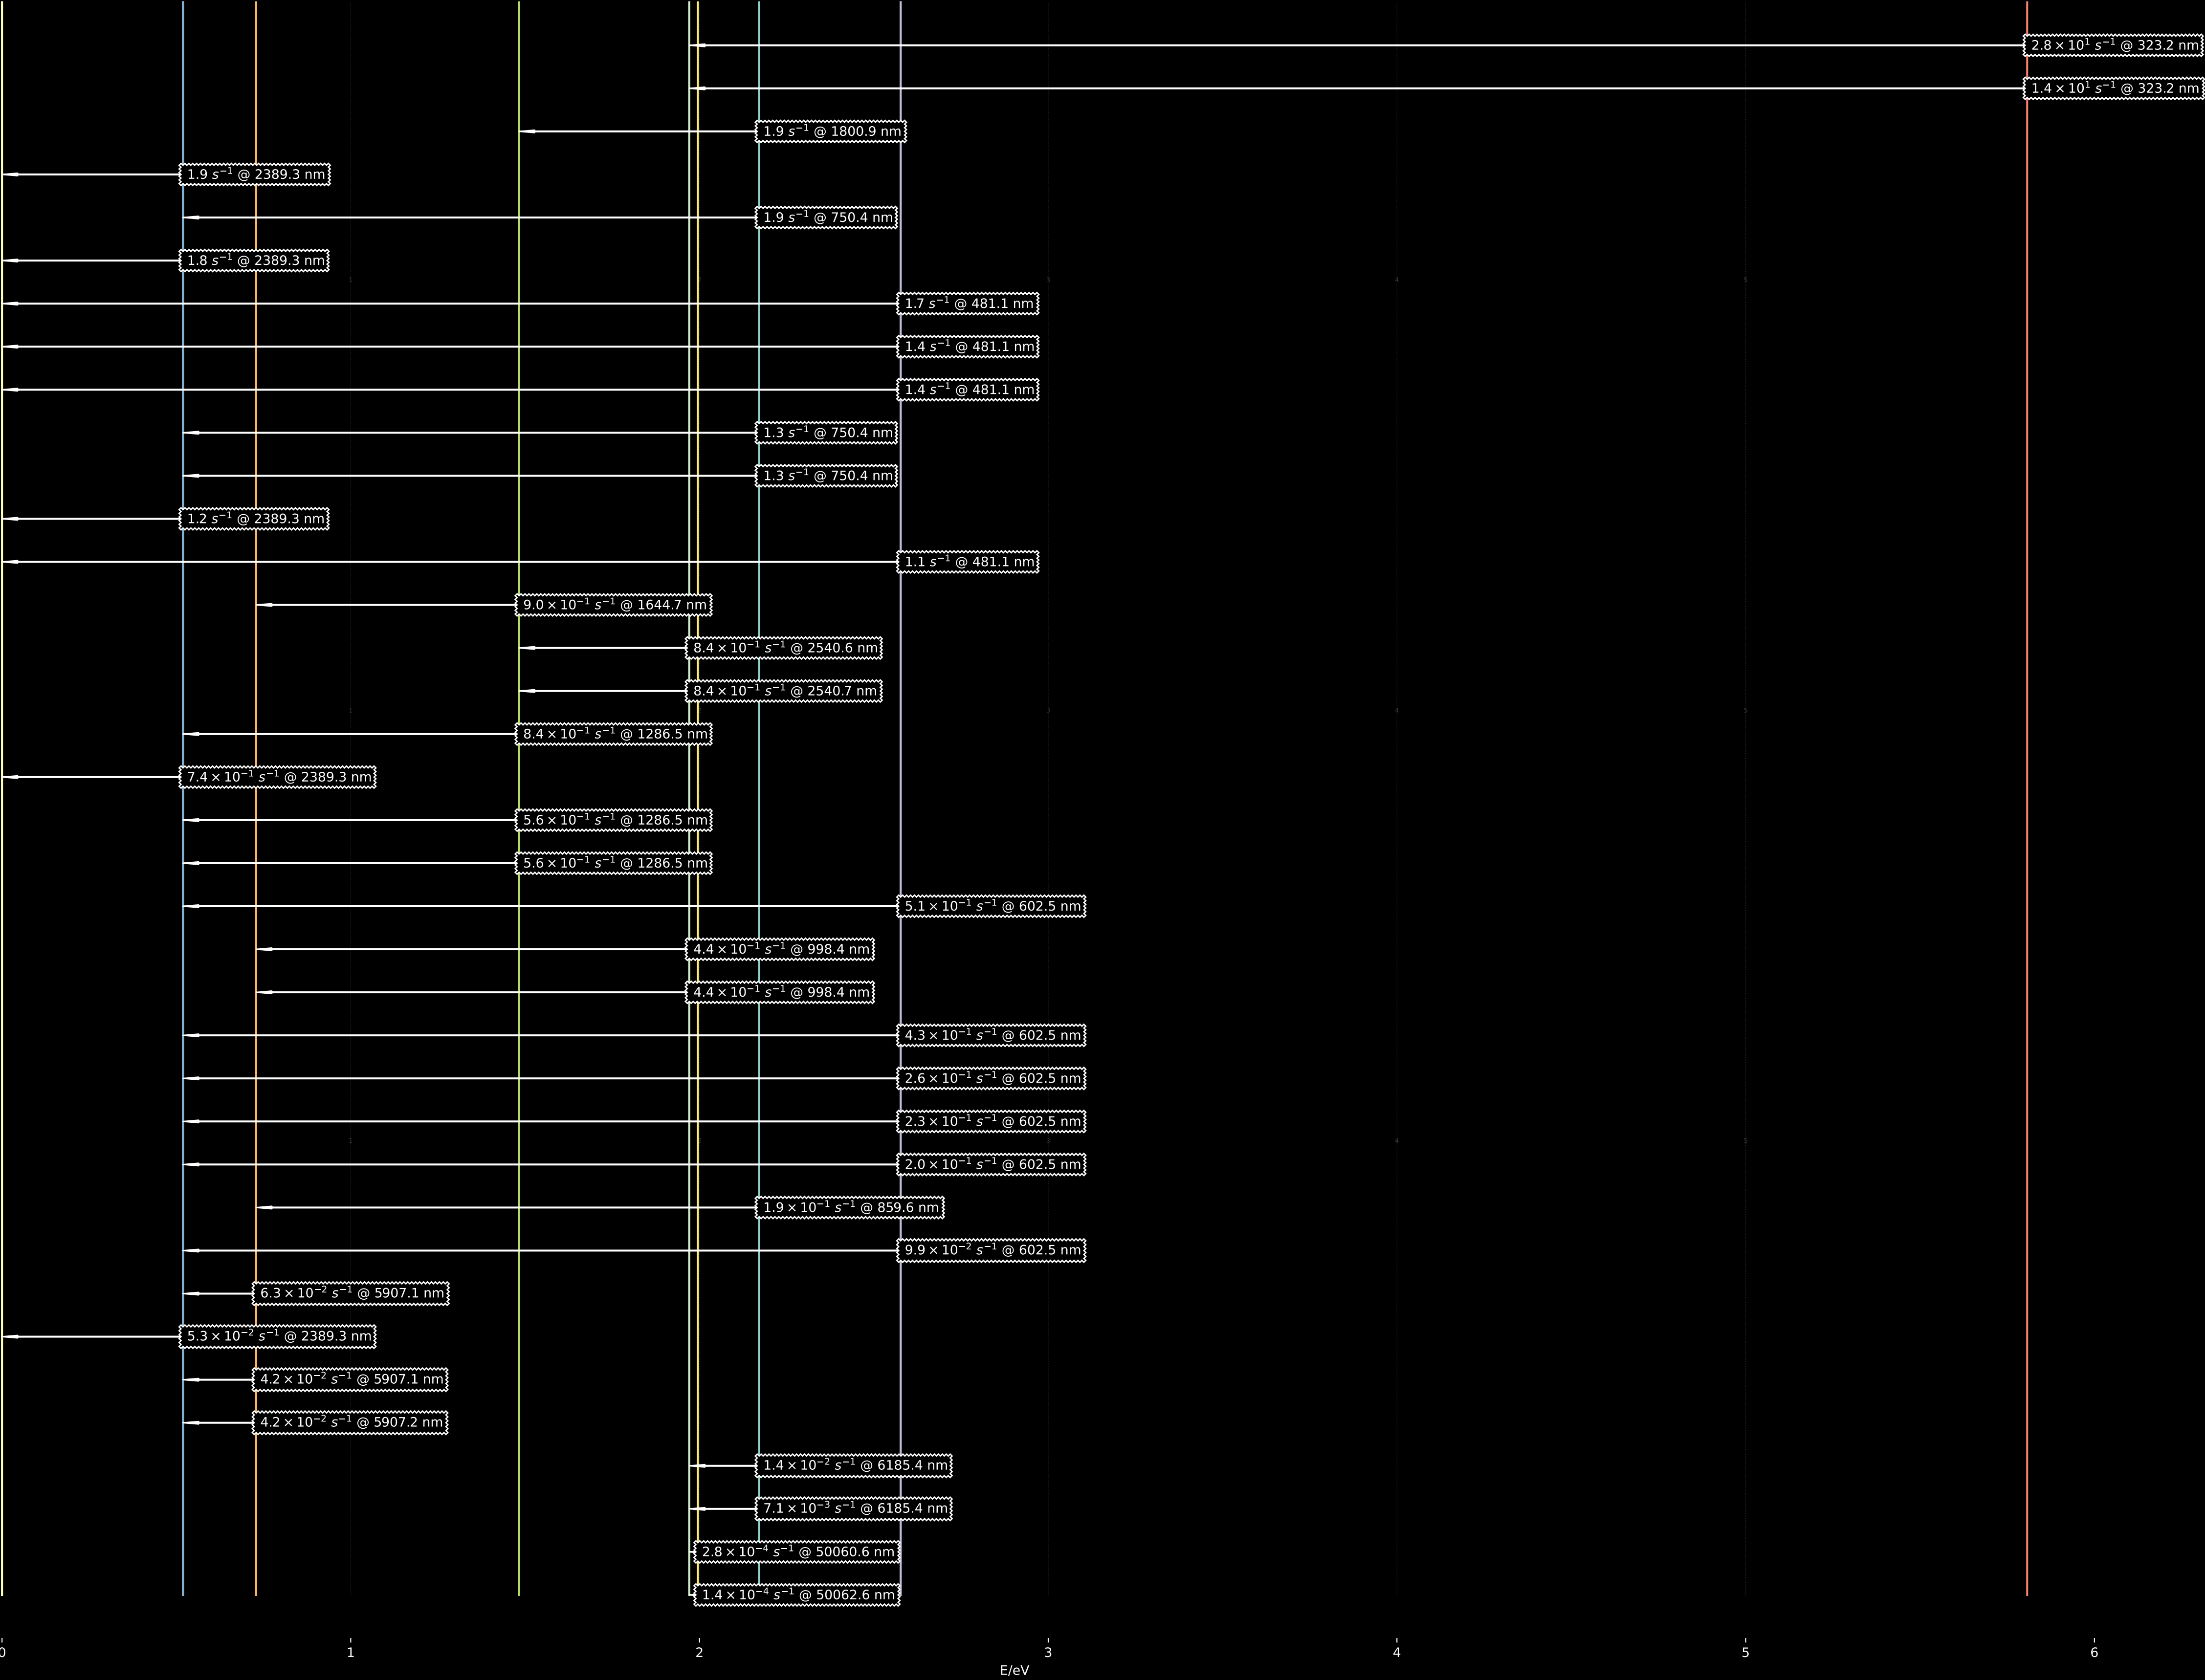 2.8 × 10¹ s⁻¹ @ 323.2 nm
1.4 × 10¹ s⁻¹ @ 323.2 nm
1.9 s⁻¹ @ 1800.9 nm
1.9 s⁻¹ @ 2389.3 nm
1.9 s⁻¹ @ 750.4 nm
1.8 s⁻¹ @ 2389.3 nm
1 3 4 5
1.7 s⁻¹ @ 481.1 nm
1.4 s⁻¹ @ 481.1 nm
1.4 s⁻¹ @ 481.1 nm
1.3 s⁻¹ @ 750.4 nm
1.3 s⁻¹ @ 750.4 nm
1.2 s⁻¹ @ 2389.3 nm
1.1 s⁻¹ @ 481.1 nm
9.0 × 10⁻¹ s⁻¹ @ 1644.7 nm
8.4 × 10⁻¹ s⁻¹ @ 2540.6 nm
8.4 × 10⁻¹ s⁻¹ @ 2540.7 nm
1 3 4 5
8.4 × 10⁻¹ s⁻¹ @ 1286.5 nm
7.4 × 10⁻¹ s⁻¹ @ 2389.3 nm
5.6 × 10⁻¹ s⁻¹ @ 1286.5 nm
5.6 × 10⁻¹ s⁻¹ @ 1286.5 nm
5.1 × 10⁻¹ s⁻¹ @ 602.5 nm
4.4 × 10⁻¹ s⁻¹ @ 998.4 nm
4.4 × 10⁻¹ s⁻¹ @ 998.4 nm
4.3 × 10⁻¹ s⁻¹ @ 602.5 nm
2.6 × 10⁻¹ s⁻¹ @ 602.5 nm
2.3 × 10⁻¹ s⁻¹ @ 602.5 nm
1 3 4 5
2.0 × 10⁻¹ s⁻¹ @ 602.5 nm
1.9 × 10⁻¹ s⁻¹ @ 859.6 nm
9.9 × 10⁻² s⁻¹ @ 602.5 nm
6.3 × 10⁻² s⁻¹ @ 5907.1 nm
5.3 × 10⁻² s⁻¹ @ 2389.3 nm
4.2 × 10⁻² s⁻¹ @ 5907.1 nm
4.2 × 10⁻² s⁻¹ @ 5907.2 nm
1.4 × 10⁻² s⁻¹ @ 6185.4 nm
7.1 × 10⁻³ s⁻¹ @ 6185.4 nm
2.8 × 10⁻⁴ s⁻¹ @ 50060.6 nm
1.4 × 10⁻⁴ s⁻¹ @ 50062.6 nm
0 1 2 3 4 5 6
E/eV